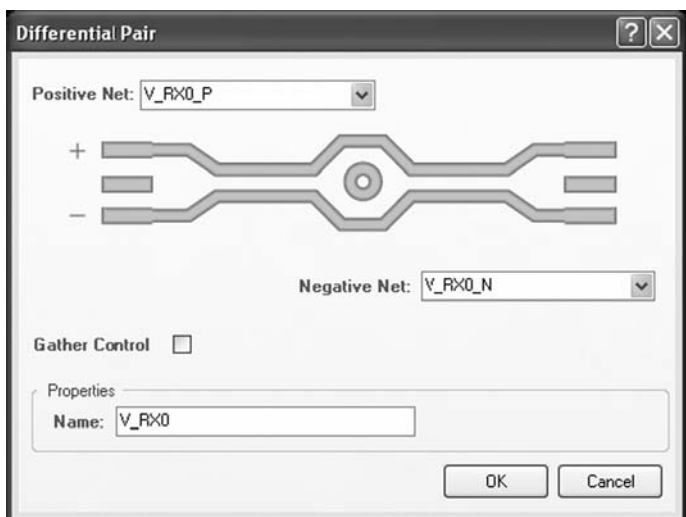 Differential Pair
Positive Net: V_RX0_P
+
−
Negative Net: V_RX0_N
Gather Control
Properties
Name: V_RX0
OK Cancel